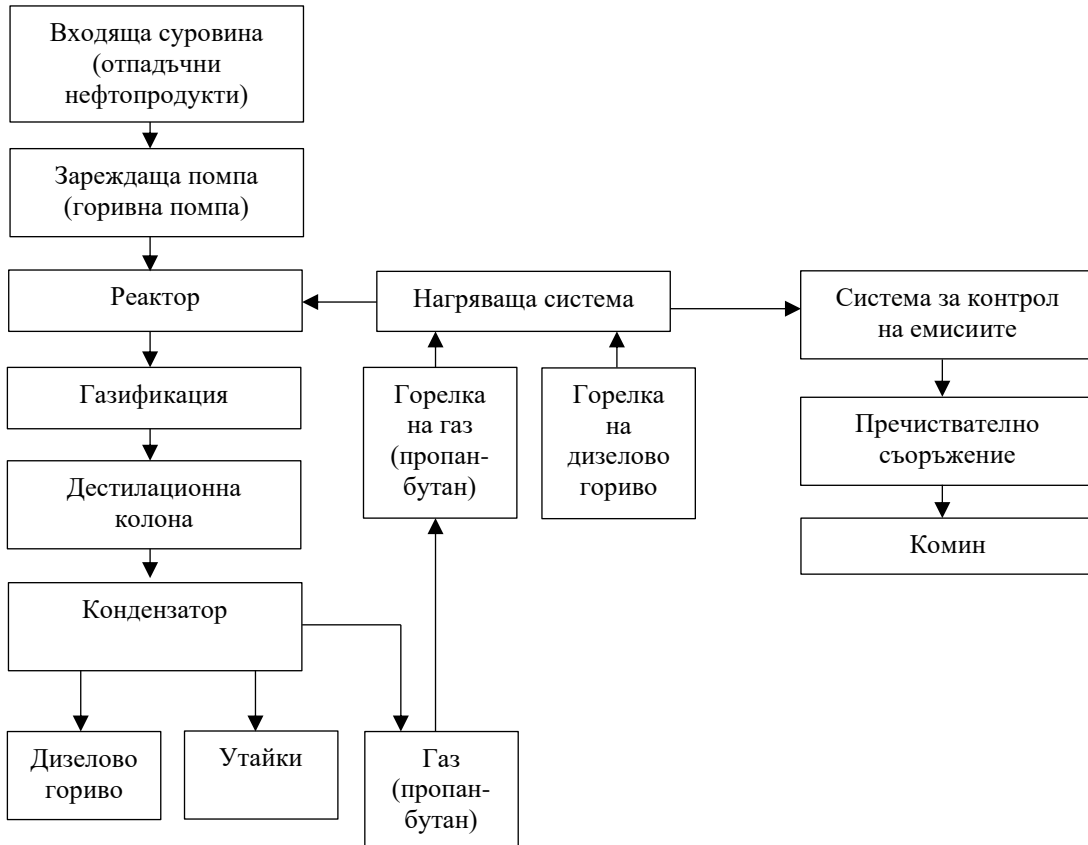 Входяща суровина
(отпадъчни
нефтопродукти)
Зареждаща помпа
(горивна помпа)
Реактор
Нагряваща система
Система за контрол
на емисиите
Газификация
Горелка
на газ
(пропан-
бутан)
Горелка
на
дизелово
гориво
Пречиствателно
съоръжение
Дестилационна
колона
Комин
Кондензатор
Дизелово
гориво
Утайки
Газ
(пропан-
бутан)